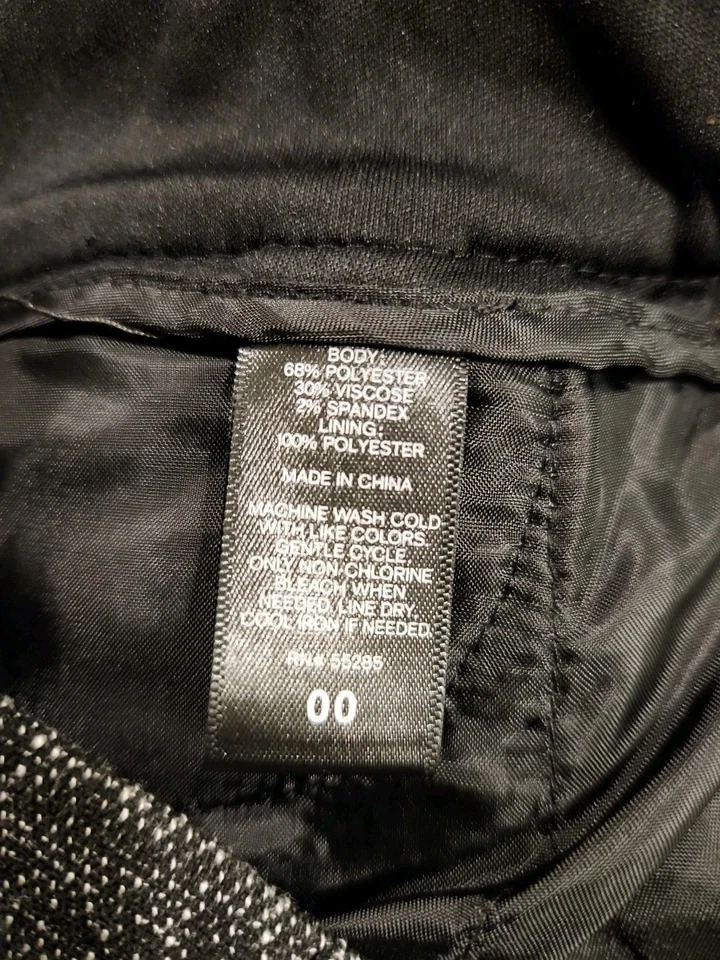 BODY:
68% POLYESTER
30% VISCOSE
2% SPANDEX
LINING:
100% POLYESTER
MADE IN CHINA
MACHINE WASH COLD
WITH LIKE COLORS.
GENTLE CYCLE.
ONLY NON CHLORINE
BLEACH WHEN
NEEDED. LINE DRY.
COOL IRON IF NEEDED.
RN# 55285
00